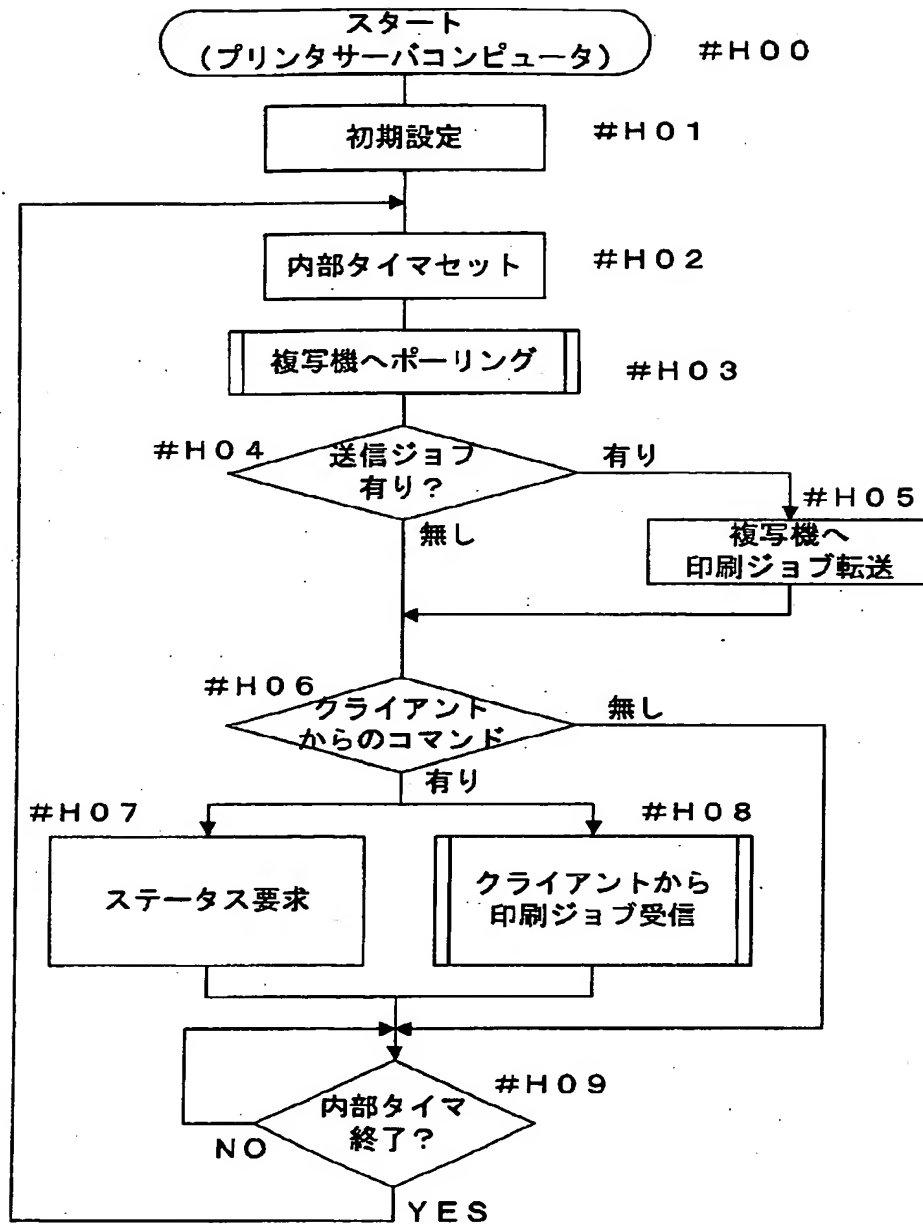 スタート
(プリンタサーバコンピュータ)
#H00
初期設定
#H01
内部タイマセット
#H02
複写機へポーリング
#H03
#H04
送信ジョブ
有り?
有り
無し
#H05
複写機へ
印刷ジョブ転送
#H06
クライアント
からのコマンド
無し
有り
#H07
ステータス要求
#H08
クライアントから
印刷ジョブ受信
#H09
内部タイマ
終了?
NO
YES